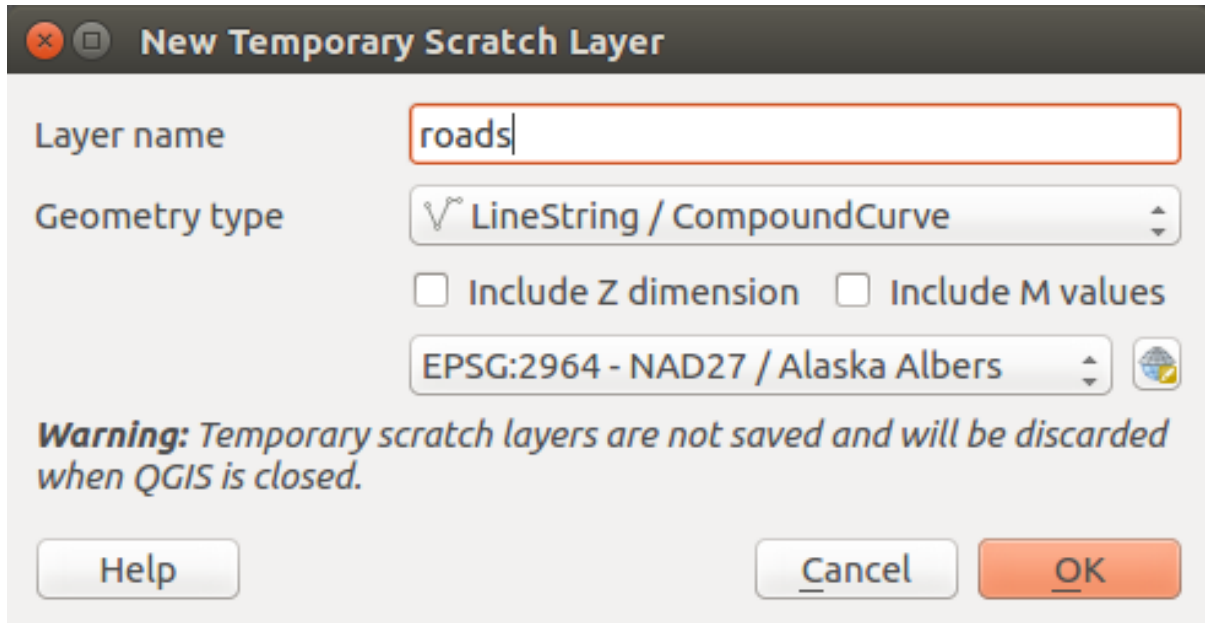 New Temporary Scratch Layer
Layer name
roads
Geometry type
LineString / CompoundCurve
Include Z dimension
Include M values
EPSG:2964 - NAD27 / Alaska Albers
Warning: Temporary scratch layers are not saved and will be discarded
when QGIS is closed.
Help
Cancel
OK